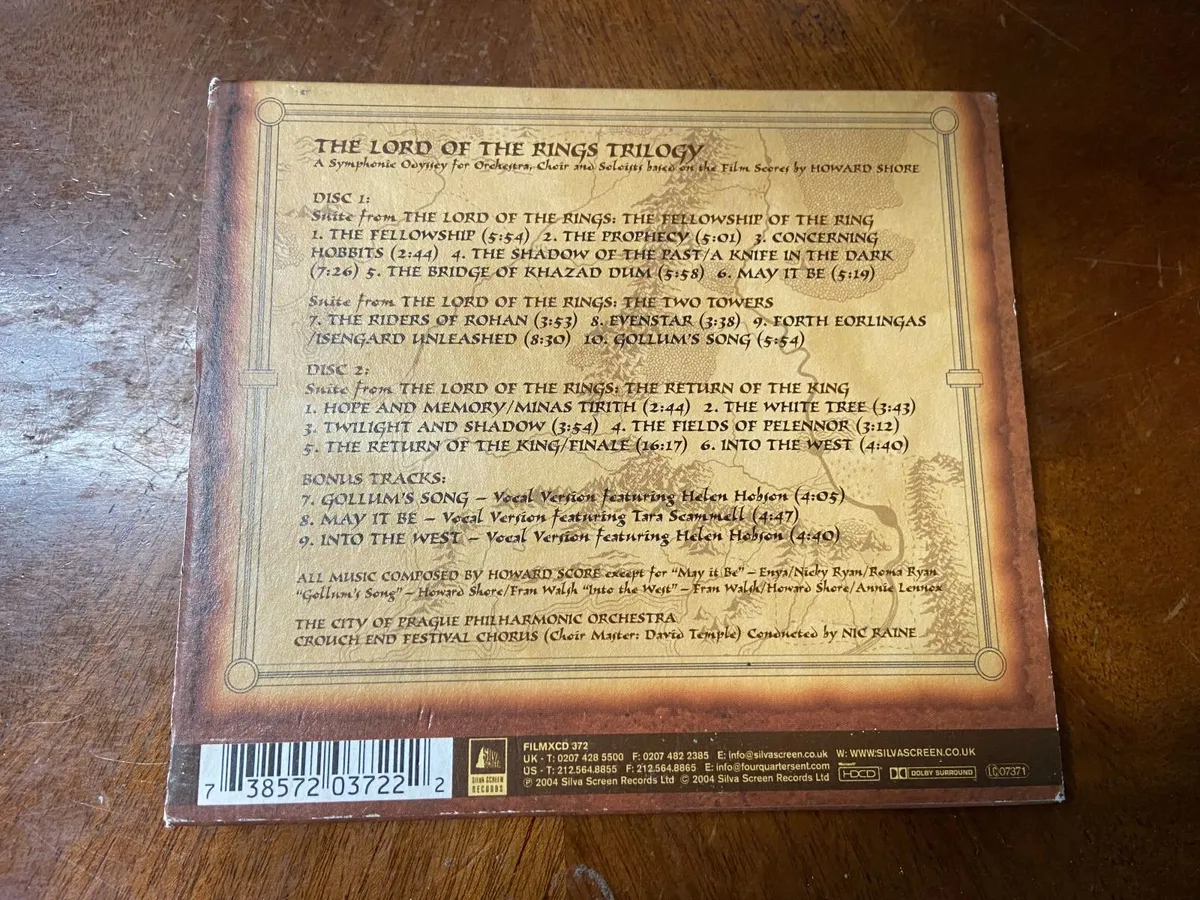 THE LORD OF THE RINGS TRILOGY
A Symphonic Odyssey for Orchestra, Choir and Soloists based on the Film Scores by HOWARD SHORE
DISC 1:
Suite from THE LORD OF THE RINGS: THE FELLOWSHIP OF THE RING
1. THE FELLOWSHIP (5:54) 2. THE PROPHECY (5:01) 3. CONCERNING
HOBBITS (2:44) 4. THE SHADOW OF THE PAST/A KNIFE IN THE DARK
(7:26) 5. THE BRIDGE OF KHAZAD DUM (5:58) 6. MAY IT BE (5:19)
Suite from THE LORD OF THE RINGS: THE TWO TOWERS
7. THE RIDERS OF ROHAN (3:53) 8. EVENSTAR (3:38) 9. FORTH EORLINGAS
/ISENGARD UNLEASHED (8:30) 10. GOLLUM'S SONG (5:54)
DISC 2:
Suite from THE LORD OF THE RINGS: THE RETURN OF THE KING
1. HOPE AND MEMORY/MINAS TIRITH (2:44) 2. THE WHITE TREE (3:43)
3. TWILIGHT AND SHADOW (3:54) 4. THE FIELDS OF PELENNOR (3:12)
5. THE RETURN OF THE KING/FINALE (16:17) 6. INTO THE WEST (4:40)
BONUS TRACKS:
7. GOLLUM'S SONG – Vocal Version featuring Helen Hobson (4:05)
8. MAY IT BE – Vocal Version featuring Tara Scammell (4:47)
9. INTO THE WEST – Vocal Version featuring Helen Hobson (4:40)
ALL MUSIC COMPOSED BY HOWARD SCORE except for "May it Be" – Enya/Nicky Ryan/Roma Ryan
"Gollum's Song" – Howard Shore/Fran Walsh "Into the West" – Fran Walsh/Howard Shore/Annie Lennox
THE CITY OF PRAGUE PHILHARMONIC ORCHESTRA
CROUCH END FESTIVAL CHORUS (Choir Master: David Temple) Conducted by NIC RAINE
7 38572 03722 2
SILVA SCREEN RECORDS
FILMXCD 372
UK - T: 0207 428 5500 F: 0207 482 2385 E: info@silvascreen.co.uk W: WWW.SILVASCREEN.CO.UK
US - T: 212.564.8855 F: 212.564.8865 E: info@fourquartersent.com
℗ 2004 Silva Screen Records Ltd © 2004 Silva Screen Records Ltd
HDCD DOLBY SURROUND LC07371